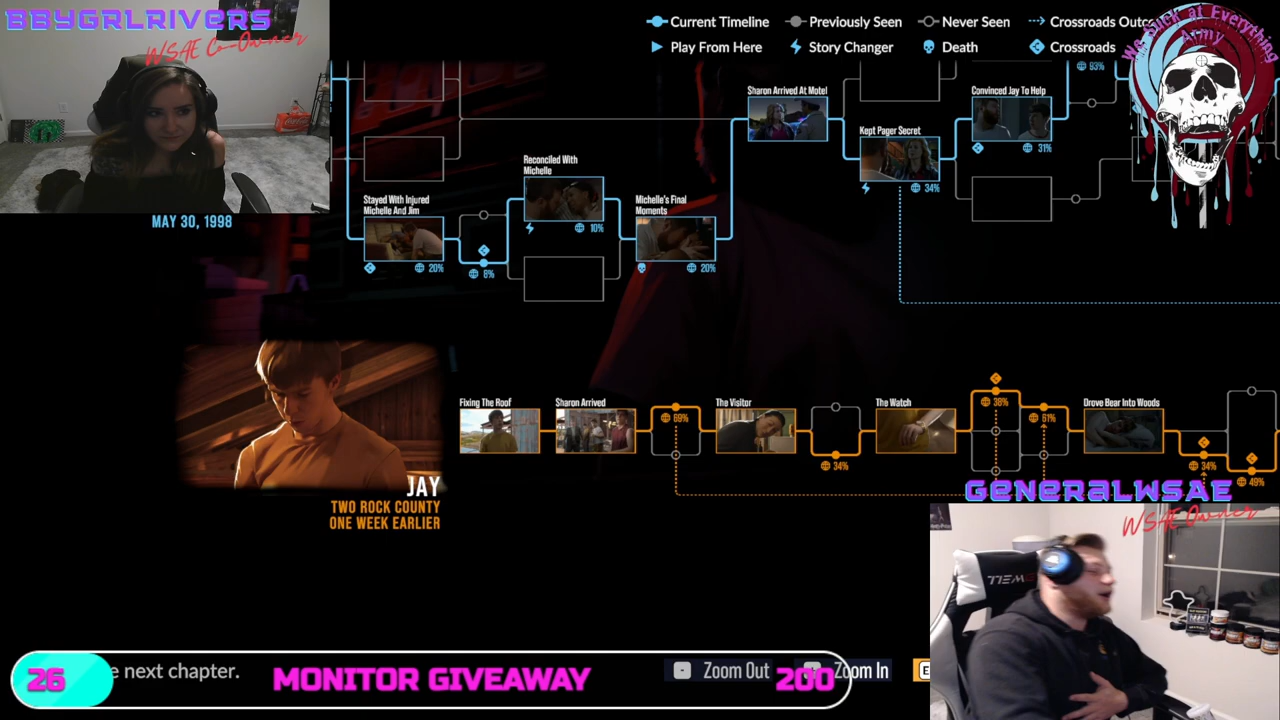 BBYGRLRIVERS
WSAE Co-Owner
Current Timeline
Previously Seen
Never Seen
Crossroads Outc
Play From Here
Story Changer
Death
Crossroads
We Suck at Everything
Army
83%
Sharon Arrived At Motel
Convinced Jay To Help
31%
Kept Pager Secret
34%
Reconciled With
Michelle
10%
Stayed With Injured
Michelle And Jim
20%
8%
Michelle's Final
Moments
20%
MAY 30, 1998
JAY
TWO ROCK COUNTY
ONE WEEK EARLIER
Fixing The Roof
Sharon Arrived
69%
The Visitor
34%
The Watch
38%
61%
Drove Bear Into Woods
34%
49%
GENERALWSAE
WSAE Owner
26
e next chapter.
MONITOR GIVEAWAY
Zoom Out
200
Zoom In
E